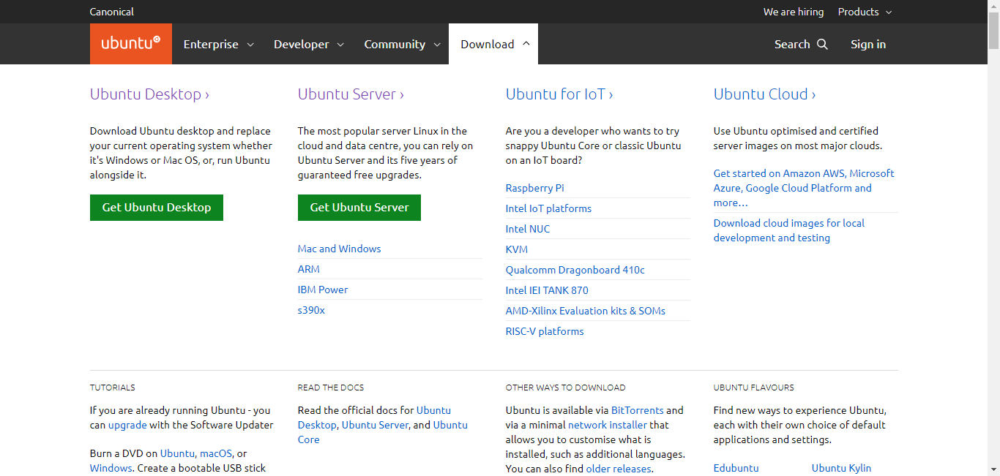 Canonical
We are hiring
Products
ubuntu
Enterprise
Developer
Community
Download
Search
Sign in
Ubuntu Desktop ›
Download Ubuntu desktop and replace
your current operating system whether
it's Windows or Mac OS, or, run Ubuntu
alongside it.
Get Ubuntu Desktop
Ubuntu Server ›
The most popular server Linux in the
cloud and data centre, you can rely on
Ubuntu Server and its five years of
guaranteed free upgrades.
Get Ubuntu Server
Mac and Windows
ARM
IBM Power
s390x
Ubuntu for IoT ›
Are you a developer who wants to try
snappy Ubuntu Core or classic Ubuntu
on an IoT board?
Raspberry Pi
Intel IoT platforms
Intel NUC
KVM
Qualcomm Dragonboard 410c
Intel IEI TANK 870
AMD-Xilinx Evaluation kits & SOMs
RISC-V platforms
Ubuntu Cloud ›
Use Ubuntu optimised and certified
server images on most major clouds.
Get started on Amazon AWS, Microsoft
Azure, Google Cloud Platform and
more…
Download cloud images for local
development and testing
TUTORIALS
If you are already running Ubuntu - you
can upgrade with the Software Updater
Burn a DVD on Ubuntu, macOS, or
Windows. Create a bootable USB stick
READ THE DOCS
Read the official docs for Ubuntu
Desktop, Ubuntu Server, and Ubuntu
Core
OTHER WAYS TO DOWNLOAD
Ubuntu is available via BitTorrents and
via a minimal network installer that
allows you to customise what is
installed, such as additional languages.
You can also find older releases.
UBUNTU FLAVOURS
Find new ways to experience Ubuntu,
each with their own choice of default
applications and settings.
Edubuntu
Ubuntu Kylin